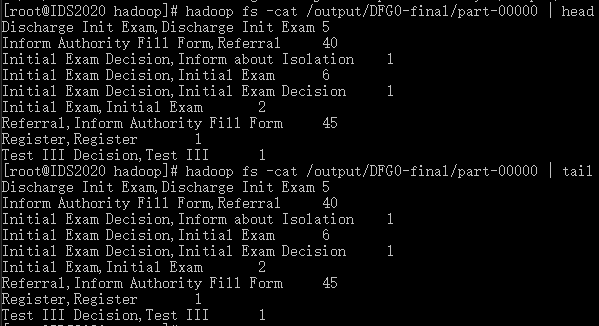 [root@IDS2020 hadoop]# hadoop fs -cat /output/DFG0-final/part-00000 | head
Discharge Init Exam,Discharge Init Exam 5
Inform Authority Fill Form,Referral 40
Initial Exam Decision,Inform about Isolation 1
Initial Exam Decision,Initial Exam 6
Initial Exam Decision,Initial Exam Decision 1
Initial Exam,Initial Exam 2
Referral,Inform Authority Fill Form 45
Register,Register 1
Test III Decision,Test III 1
[root@IDS2020 hadoop]# hadoop fs -cat /output/DFG0-final/part-00000 | tail
Discharge Init Exam,Discharge Init Exam 5
Inform Authority Fill Form,Referral 40
Initial Exam Decision,Inform about Isolation 1
Initial Exam Decision,Initial Exam 6
Initial Exam Decision,Initial Exam Decision 1
Initial Exam,Initial Exam 2
Referral,Inform Authority Fill Form 45
Register,Register 1
Test III Decision,Test III 1